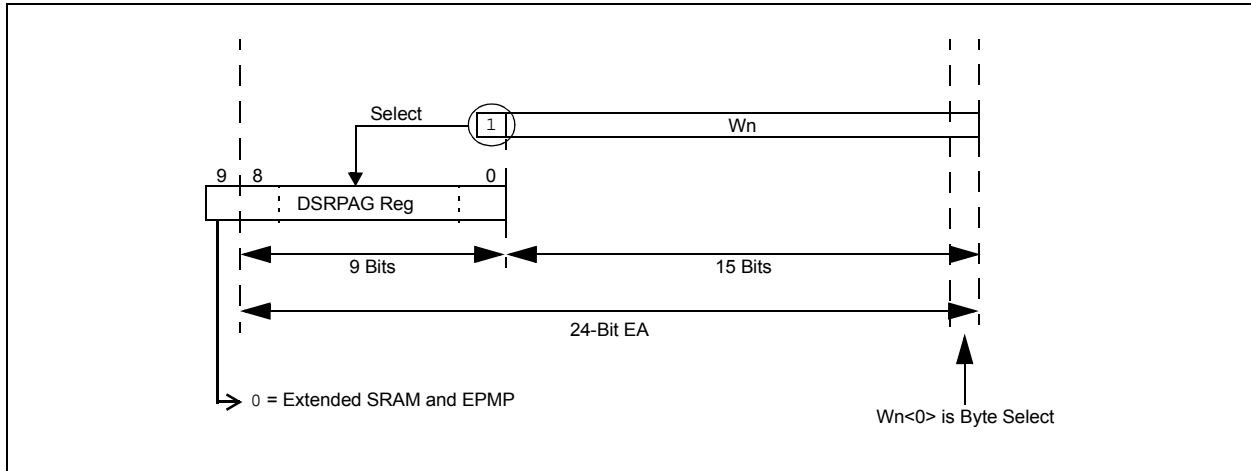 Select
1
Wn
9 8 0
DSRPAG Reg
9 Bits
15 Bits
24-Bit EA
0 = Extended SRAM and EPMP
Wn<0> is Byte Select